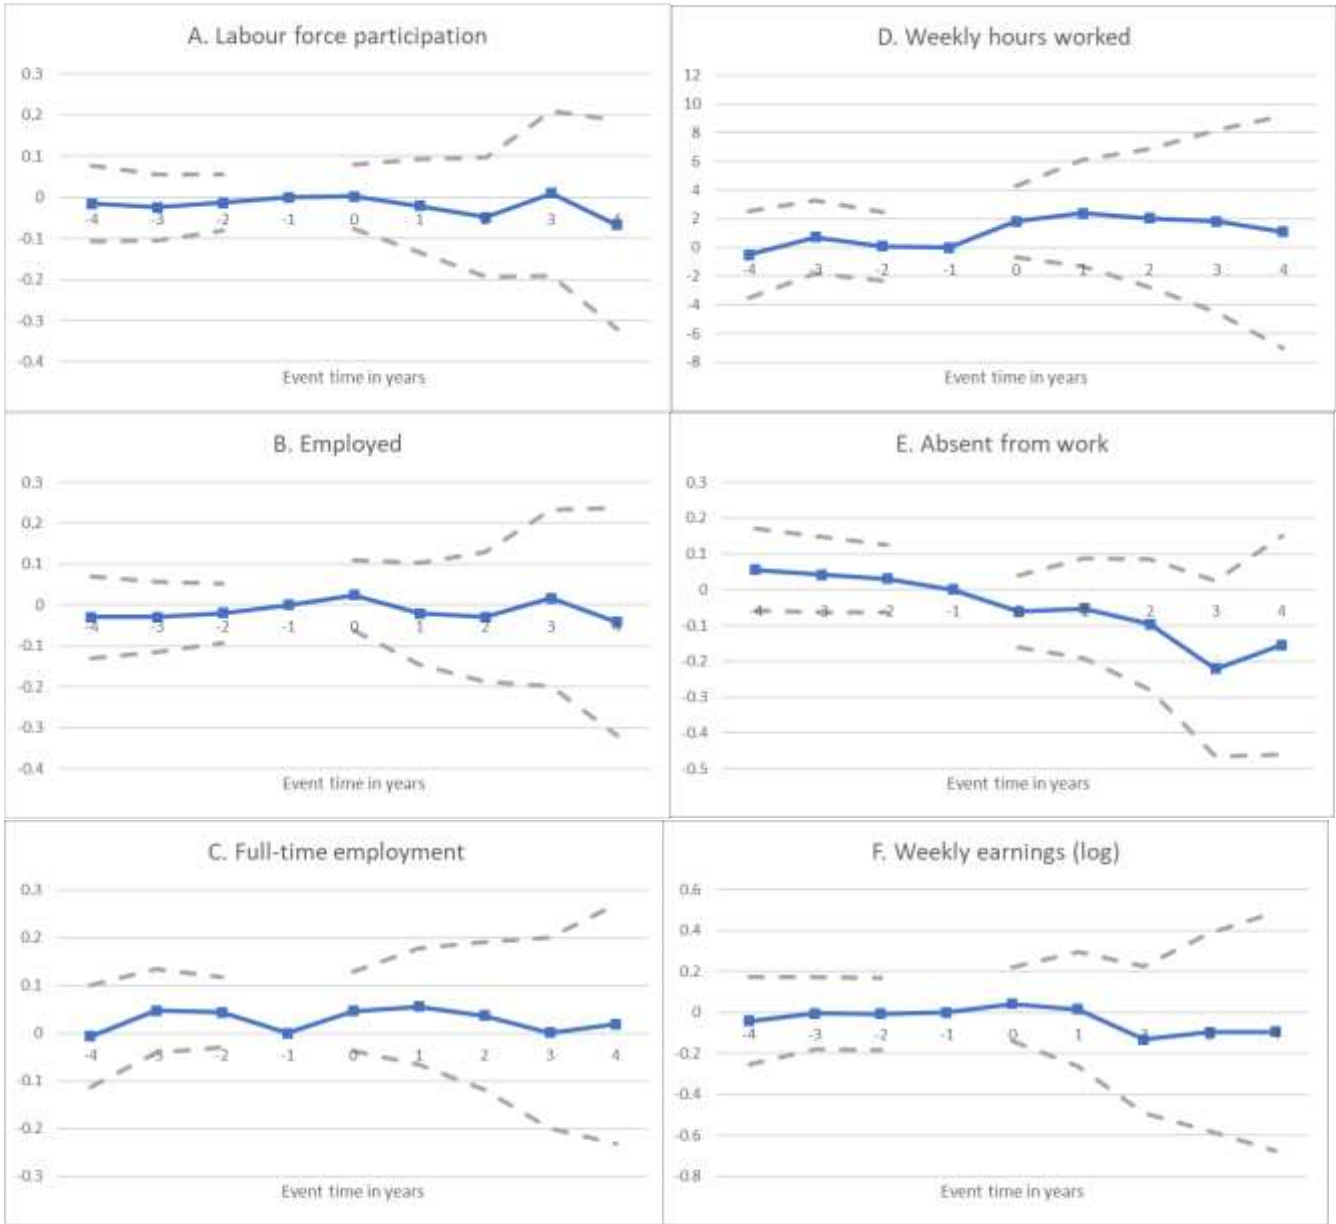 A. Labour force participation
0.3
0.2
0.1
0
-0.1
-0.2
-0.3
-0.4
-4 -3 -2 -1 0 1 2 3 4
Event time in years
D. Weekly hours worked
12
10
8
6
4
2
0
-2
-4
-6
-8
-4 -3 -2 -1 0 1 2 3 4
Event time in years
B. Employed
0.3
0.2
0.1
0
-0.1
-0.2
-0.3
-0.4
-4 -3 -2 -1 0 1 2 3 4
Event time in years
E. Absent from work
0.3
0.2
0.1
0
-0.1
-0.2
-0.3
-0.4
-0.5
-4 -3 -2 -1 1 2 3 4
Event time in years
C. Full-time employment
0.3
0.2
0.1
0
-0.1
-0.2
-0.3
-4 -3 -2 -1 0 1 2 3 4
Event time in years
F. Weekly earnings (log)
0.6
0.4
0.2
0
-0.2
-0.4
-0.6
-0.8
-4 -3 -2 -1 0 1
Event time in years